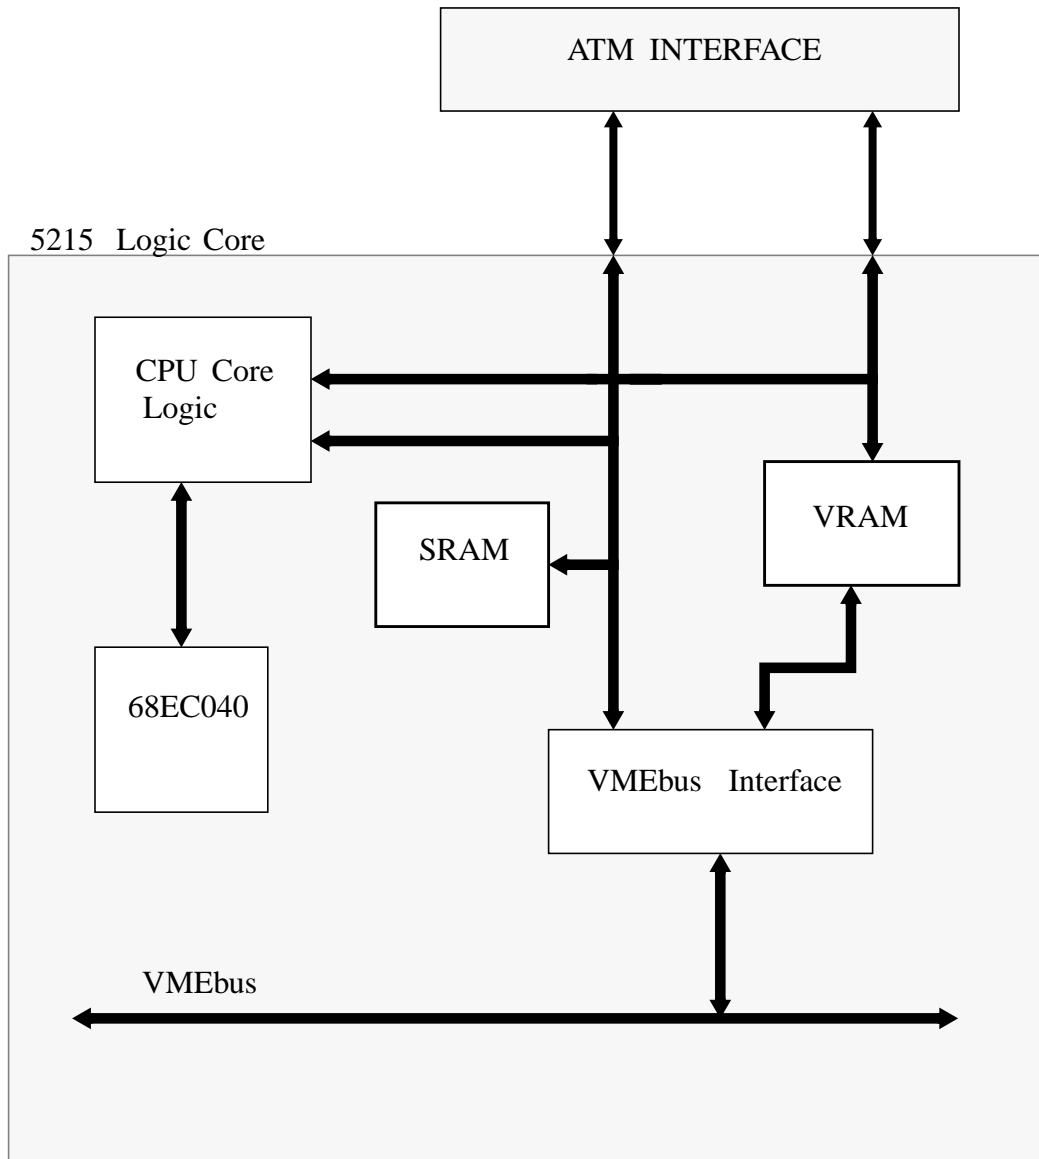 ATM INTERFACE
5215 Logic Core
CPU Core
Logic
VRAM
SRAM
68EC040
VMEbus Interface
VMEbus